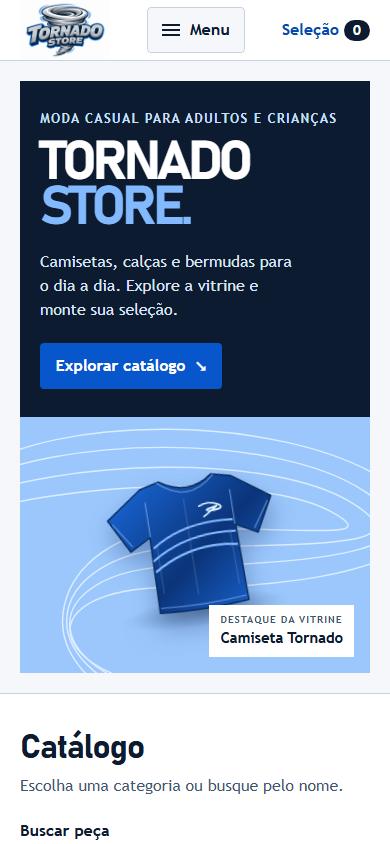 TORNADO
STORE
Menu
Seleção 0
MODA CASUAL PARA ADULTOS E CRIANÇAS
TORNADO
STORE.
Camisetas, calças e bermudas para
o dia a dia. Explore a vitrine e
monte sua seleção.
Explorar catálogo ↘
DESTAQUE DA VITRINE
Camiseta Tornado
Catálogo
Escolha uma categoria ou busque pelo nome.
Buscar peça